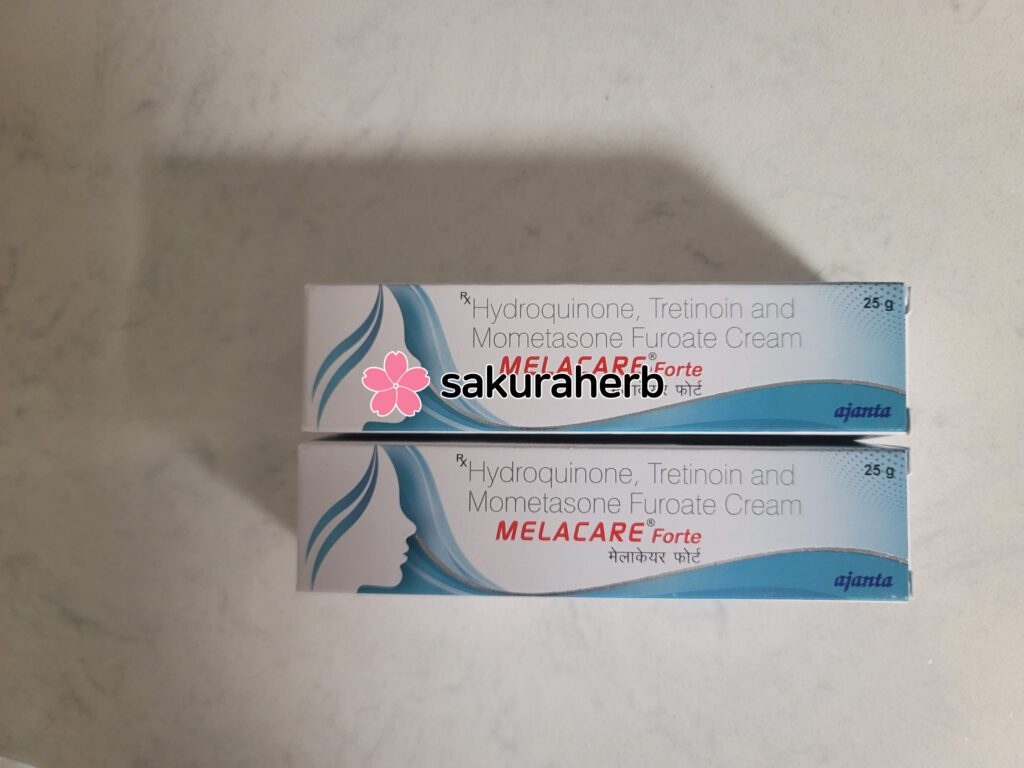 Rx Hydroquinone, Tretinoin and
Mometasone Furoate Cream
25 g
MELACARE® Forte
sakuraherb
फोर्ट
ajanta
Rx Hydroquinone, Tretinoin and
Mometasone Furoate Cream
25 g
MELACARE® Forte
मेलाकेयर फोर्ट
ajanta